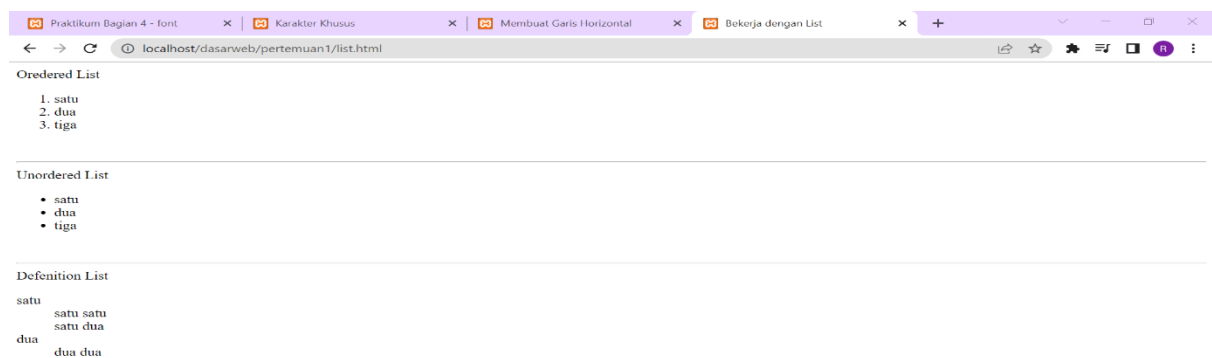 Praktikum Bagian 4 - font Karakter Khusus Membuat Garis Horizontal Bekerja dengan List
localhost/dasarweb/pertemuan1/list.html R
Oredered List
1. satu
2. dua
3. tiga
Unordered List
• satu
• dua
• tiga
Defenition List
satu
satu satu
satu dua
dua
dua dua